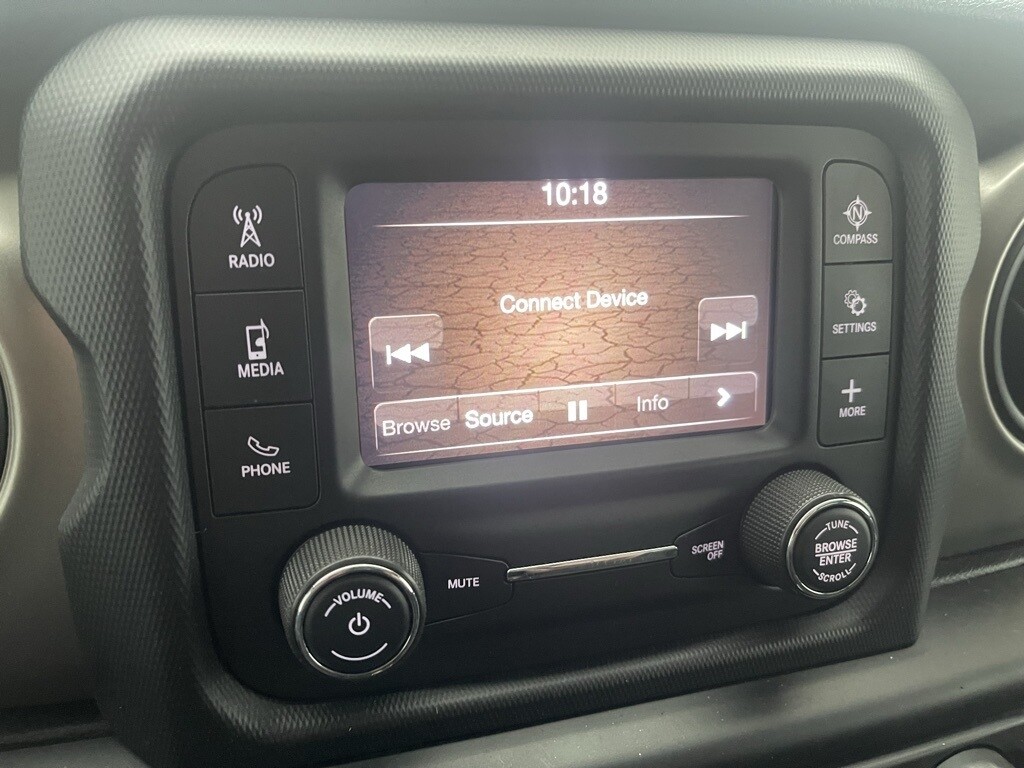 RADIO
MEDIA
PHONE
10:18
Connect Device
Browse Source Info
N
COMPASS
SETTINGS
MORE
VOLUME
MUTE
SCREEN
OFF
TUNE
BROWSE
ENTER
SCROLL